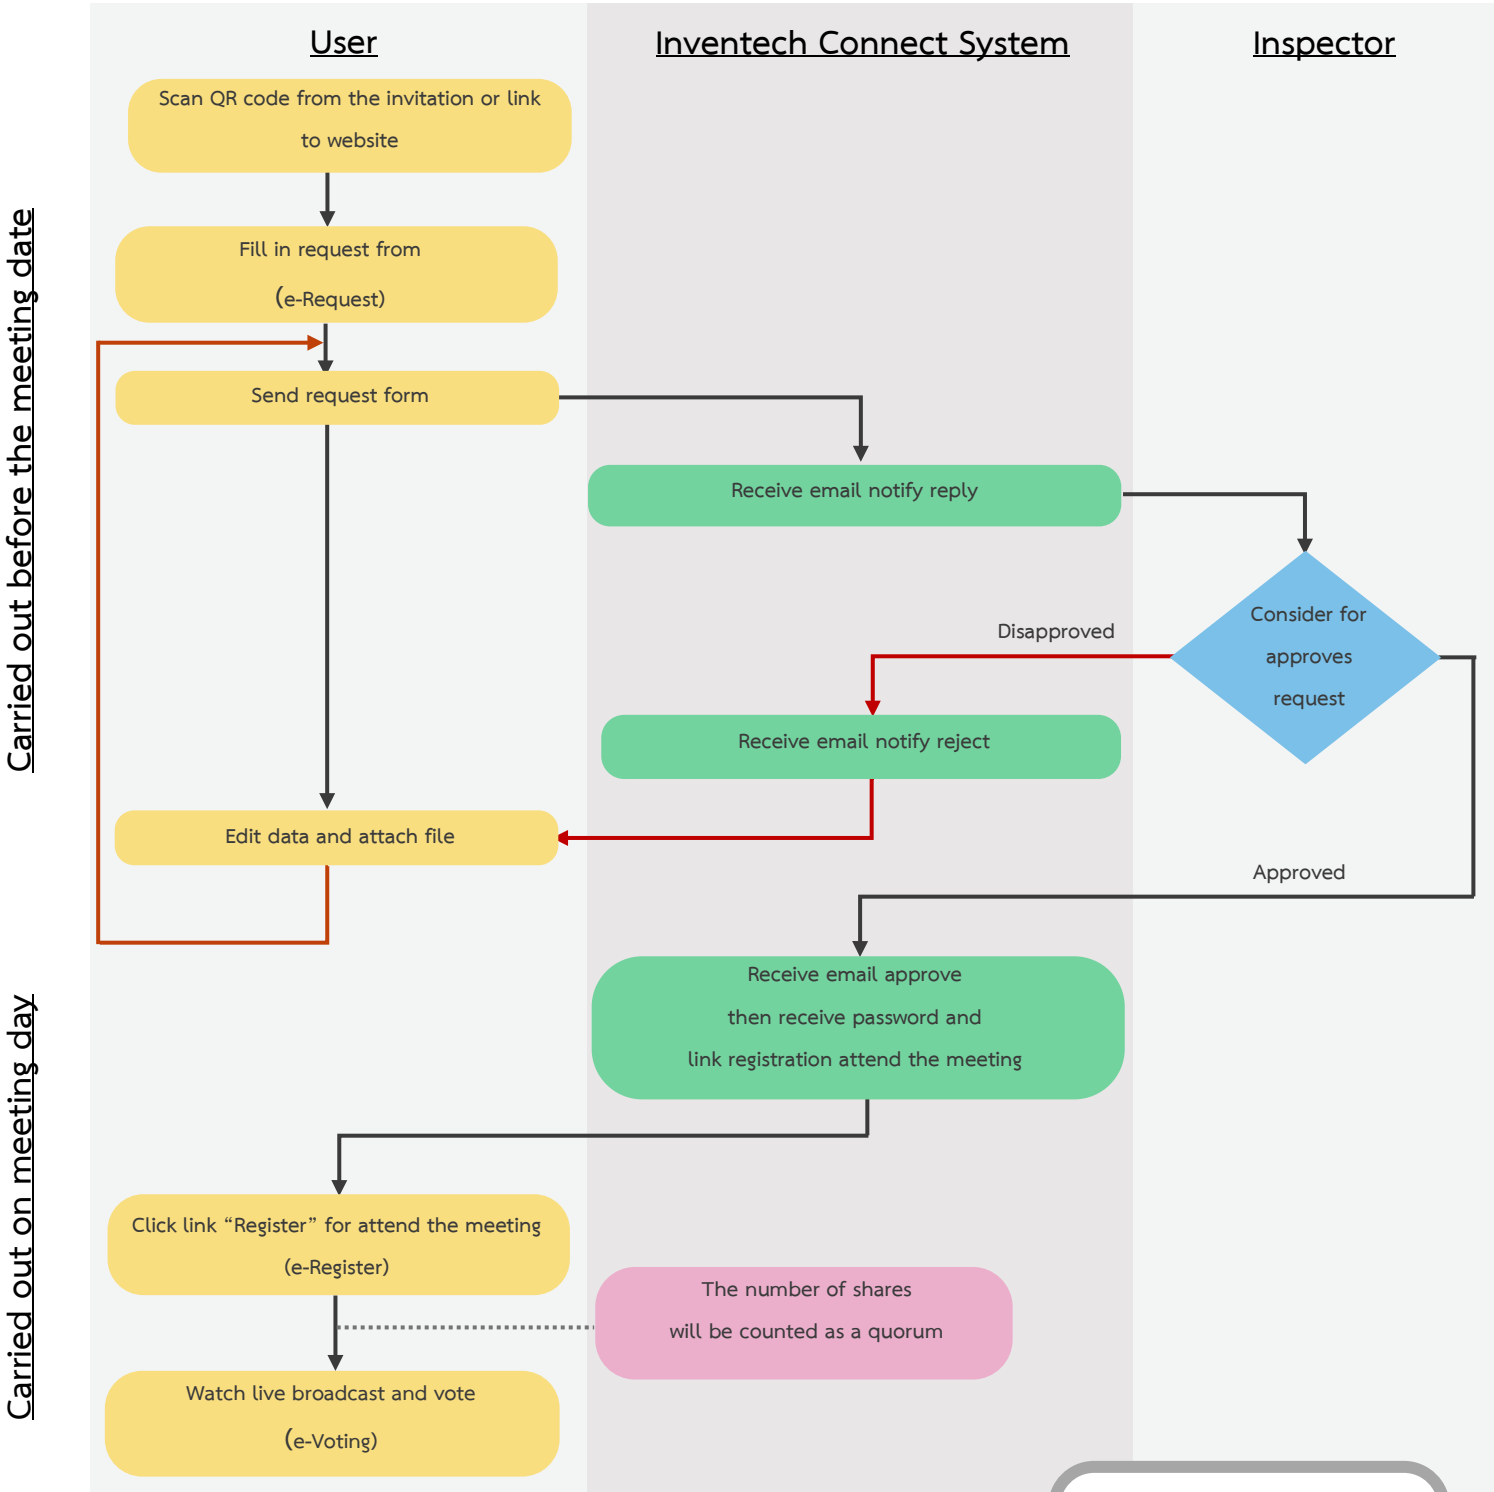 User
Inventech Connect System
Inspector
Carried out before the meeting date
Scan QR code from the invitation or link
to website
Fill in request from
(e-Request)
Send request form
Receive email notify reply
Consider for
approves
request
Disapproved
Receive email notify reject
Edit data and attach file
Approved
Carried out on meeting day
Receive email approve
then receive password and
link registration attend the meeting
Click link “Register” for attend the meeting
(e-Register)
The number of shares
will be counted as a quorum
Watch live broadcast and vote
(e-Voting)